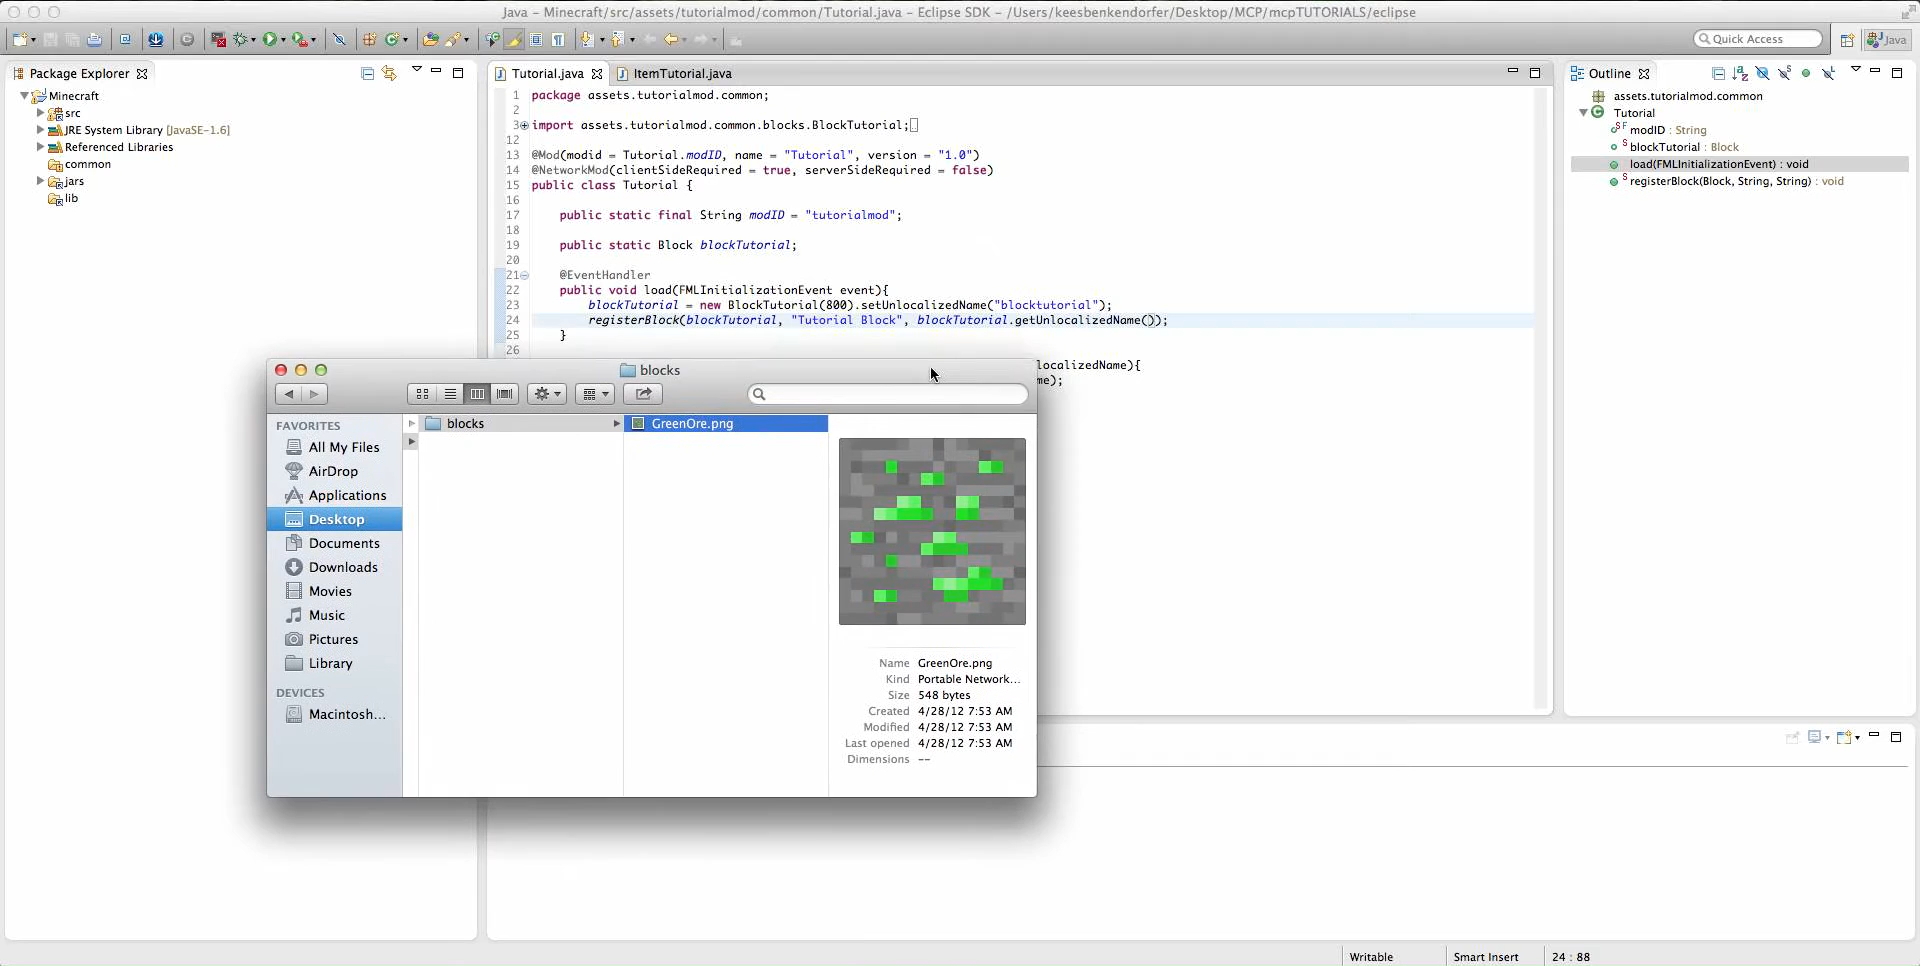 Java – Minecraft/src/assets/tutorialmod/common/Tutorial.java – Eclipse SDK – /Users/keesbenkendorfer/Desktop/MCP/mcpTUTORIALS/eclipse
Quick Access
Java
Package Explorer
Minecraft
src
JRE System Library [JavaSE-1.6]
Referenced Libraries
common
jars
lib
Tutorial.java
ItemTutorial.java
1 package assets.tutorialmod.common;
2
3 import assets.tutorialmod.common.blocks.BlockTutorial;
12
13 @Mod(modid = Tutorial.modID, name = "Tutorial", version = "1.0")
14 @NetworkMod(clientSideRequired = true, serverSideRequired = false)
15 public class Tutorial {
16
17 public static final String modID = "tutorialmod";
18
19 public static Block blockTutorial;
20
21 @EventHandler
22 public void load(FMLInitializationEvent event){
23 blockTutorial = new BlockTutorial(800).setUnlocalizedName("blocktutorial");
24 registerBlock(blockTutorial, "Tutorial Block", blockTutorial.getUnlocalizedName());
25 }
26
localizedName){
me);
Outline
assets.tutorialmod.common
Tutorial
modID : String
blockTutorial : Block
load(FMLInitializationEvent) : void
registerBlock(Block, String, String) : void
blocks
FAVORITES
All My Files
AirDrop
Applications
Desktop
Documents
Downloads
Movies
Music
Pictures
Library
DEVICES
Macintosh...
blocks
GreenOre.png
Name GreenOre.png
Kind Portable Network...
Size 548 bytes
Created 4/28/12 7:53 AM
Modified 4/28/12 7:53 AM
Last opened 4/28/12 7:53 AM
Dimensions --
Writable
Smart Insert
24 : 88